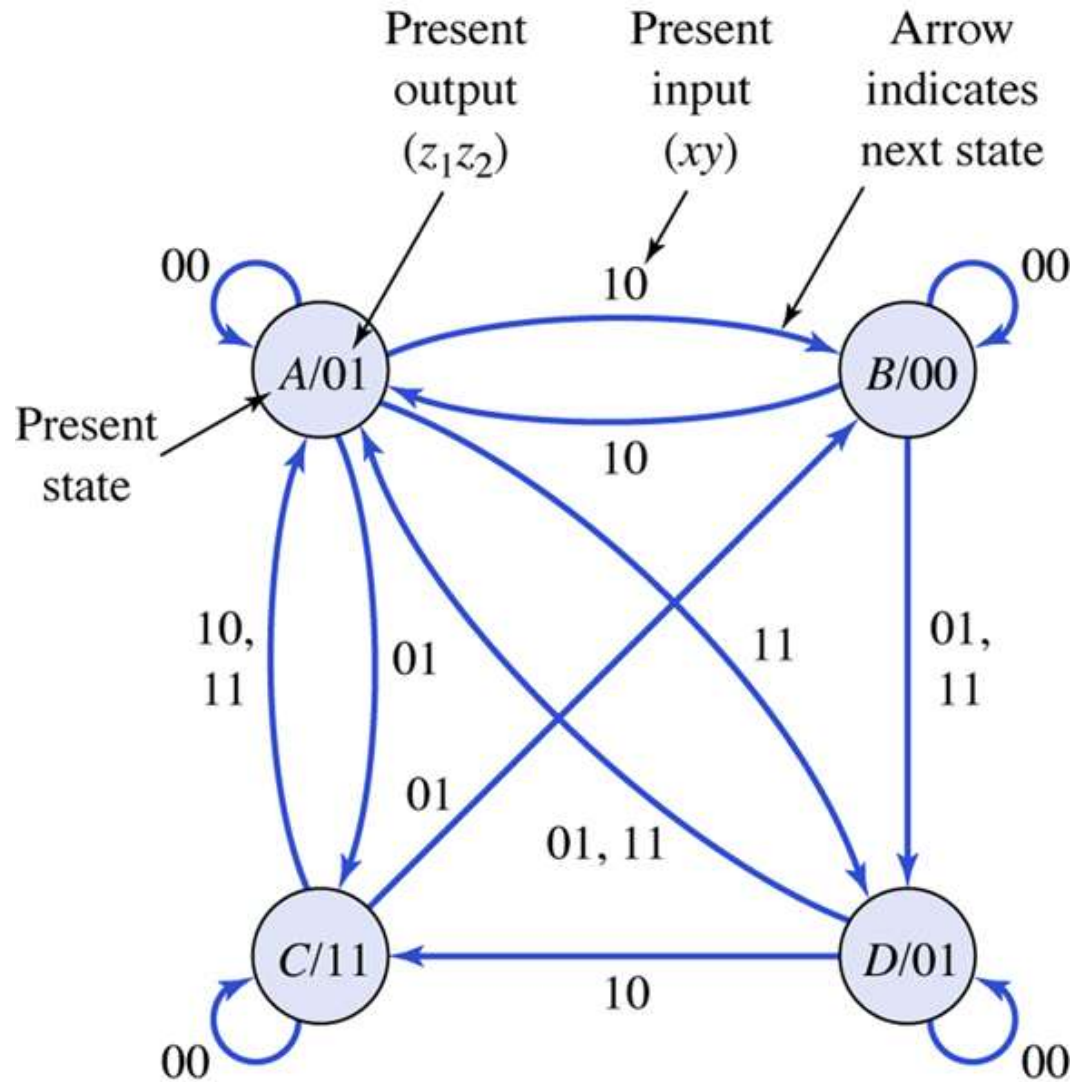 Present
output
(z₁z₂)
Present
input
(xy)
Arrow
indicates
next state
00
10
00
A/01
B/00
Present
state
10
10,
11
01
11
01,
11
01
01, 11
C/11
D/01
10
00
00